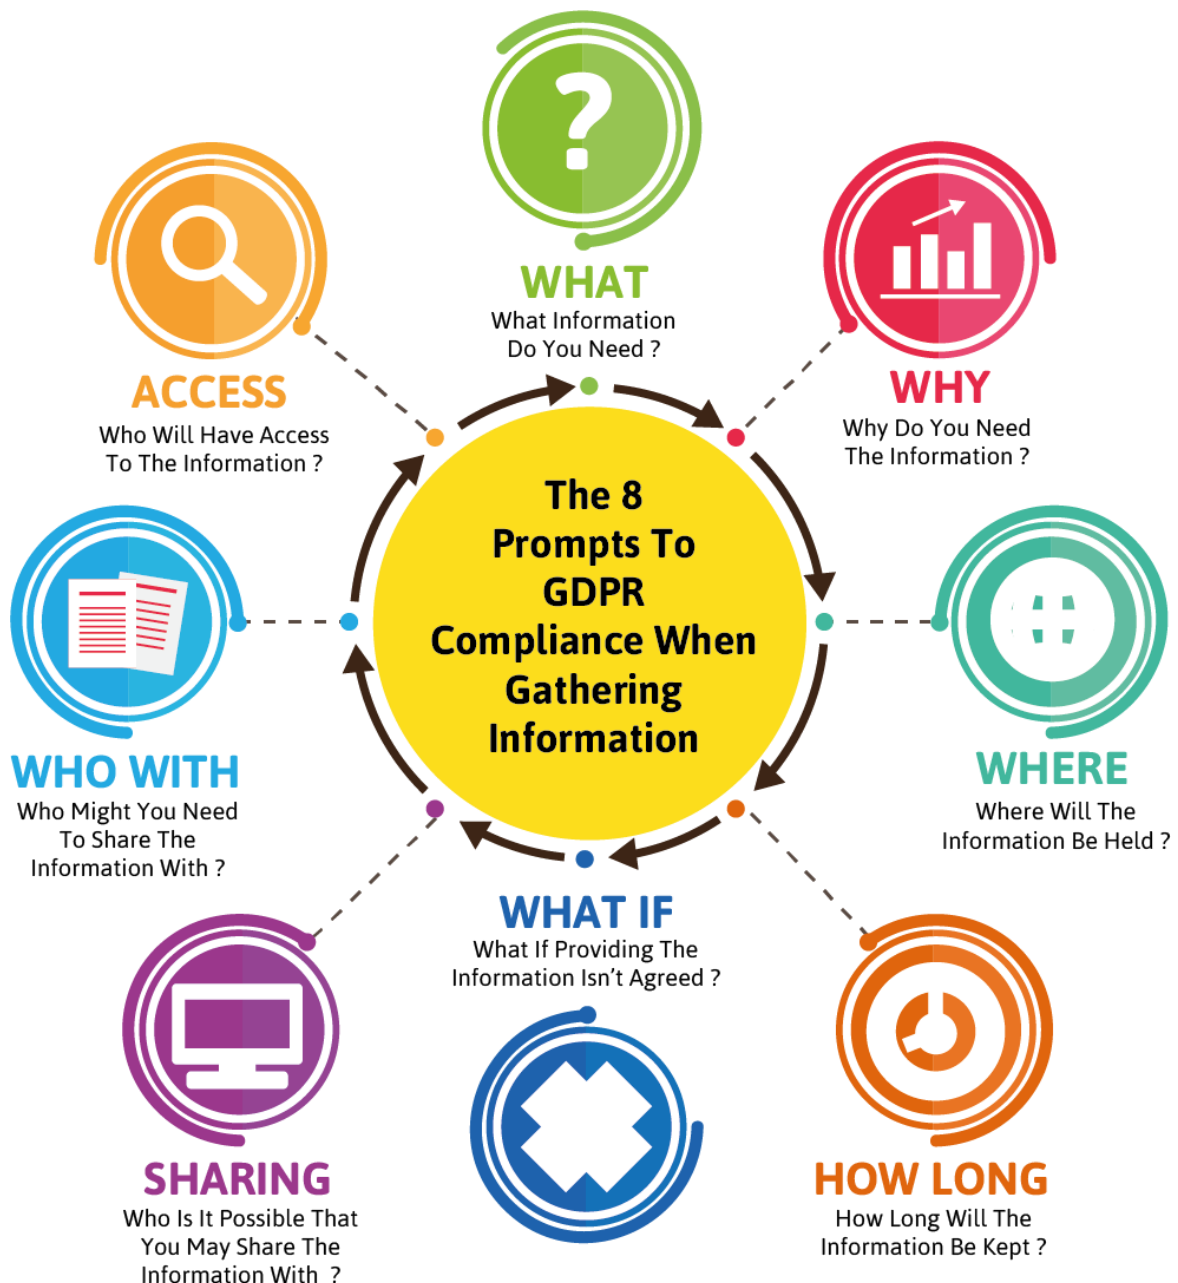 WHAT
What Information
Do You Need ?
WHY
Why Do You Need
The Information ?
WHERE
Where Will The
Information Be Held ?
HOW LONG
How Long Will The
Information Be Kept ?
WHAT IF
What If Providing The
Information Isn’t Agreed ?
SHARING
Who Is It Possible That
You May Share The
Information With  ?
WHO WITH
Who Might You Need
To Share The
Information With ?
ACCESS
Who Will Have Access
To The Information ?
The 8
Prompts To
GDPR
Compliance When
Gathering
Information